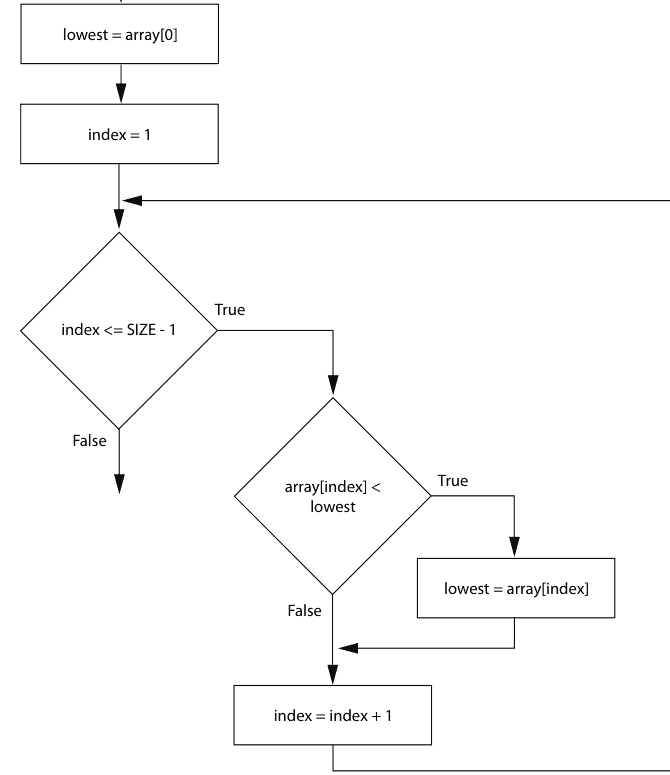 lowest = array[0]
index = 1
True
index <= SIZE - 1
False
array[index] <
lowest
True
lowest = array[index]
False
index = index + 1